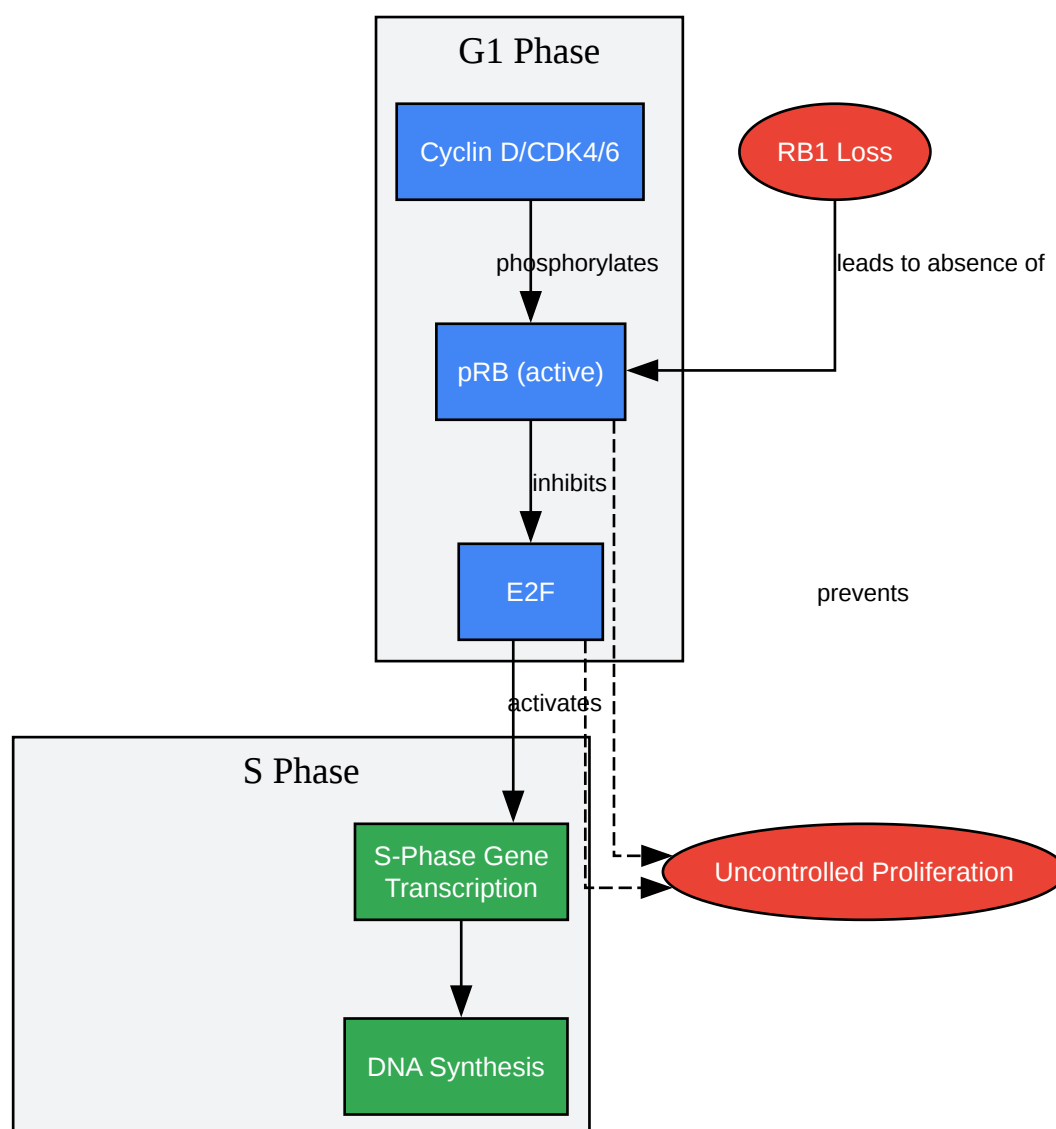 G1 Phase
Cyclin D/CDK4/6
RB1 Loss
phosphorylates
leads to absence of
pRB (active)
inhibits
E2F
prevents
activates
S Phase
S-Phase Gene
Transcription
Uncontrolled Proliferation
DNA Synthesis